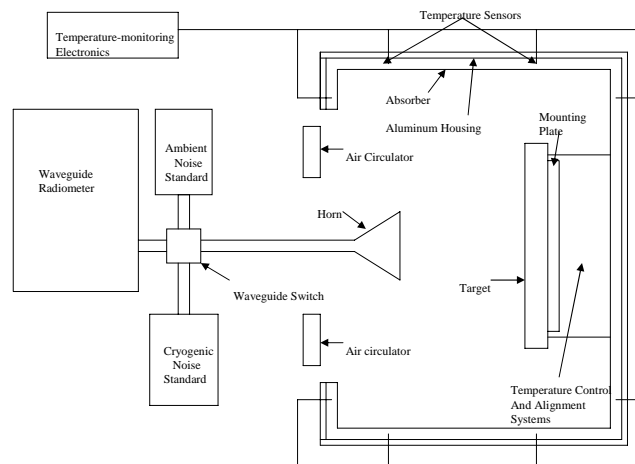 Temperature Sensors
Temperature-monitoring
Electronics
Absorber
Aluminum Housing
Mounting
Plate
Ambient
Noise
Standard
Air Circulator
Waveguide
Radiometer
Horn
Waveguide Switch
Target
Cryogenic
Noise
Standard
Air circulator
Temperature Control
And Alignment
Systems